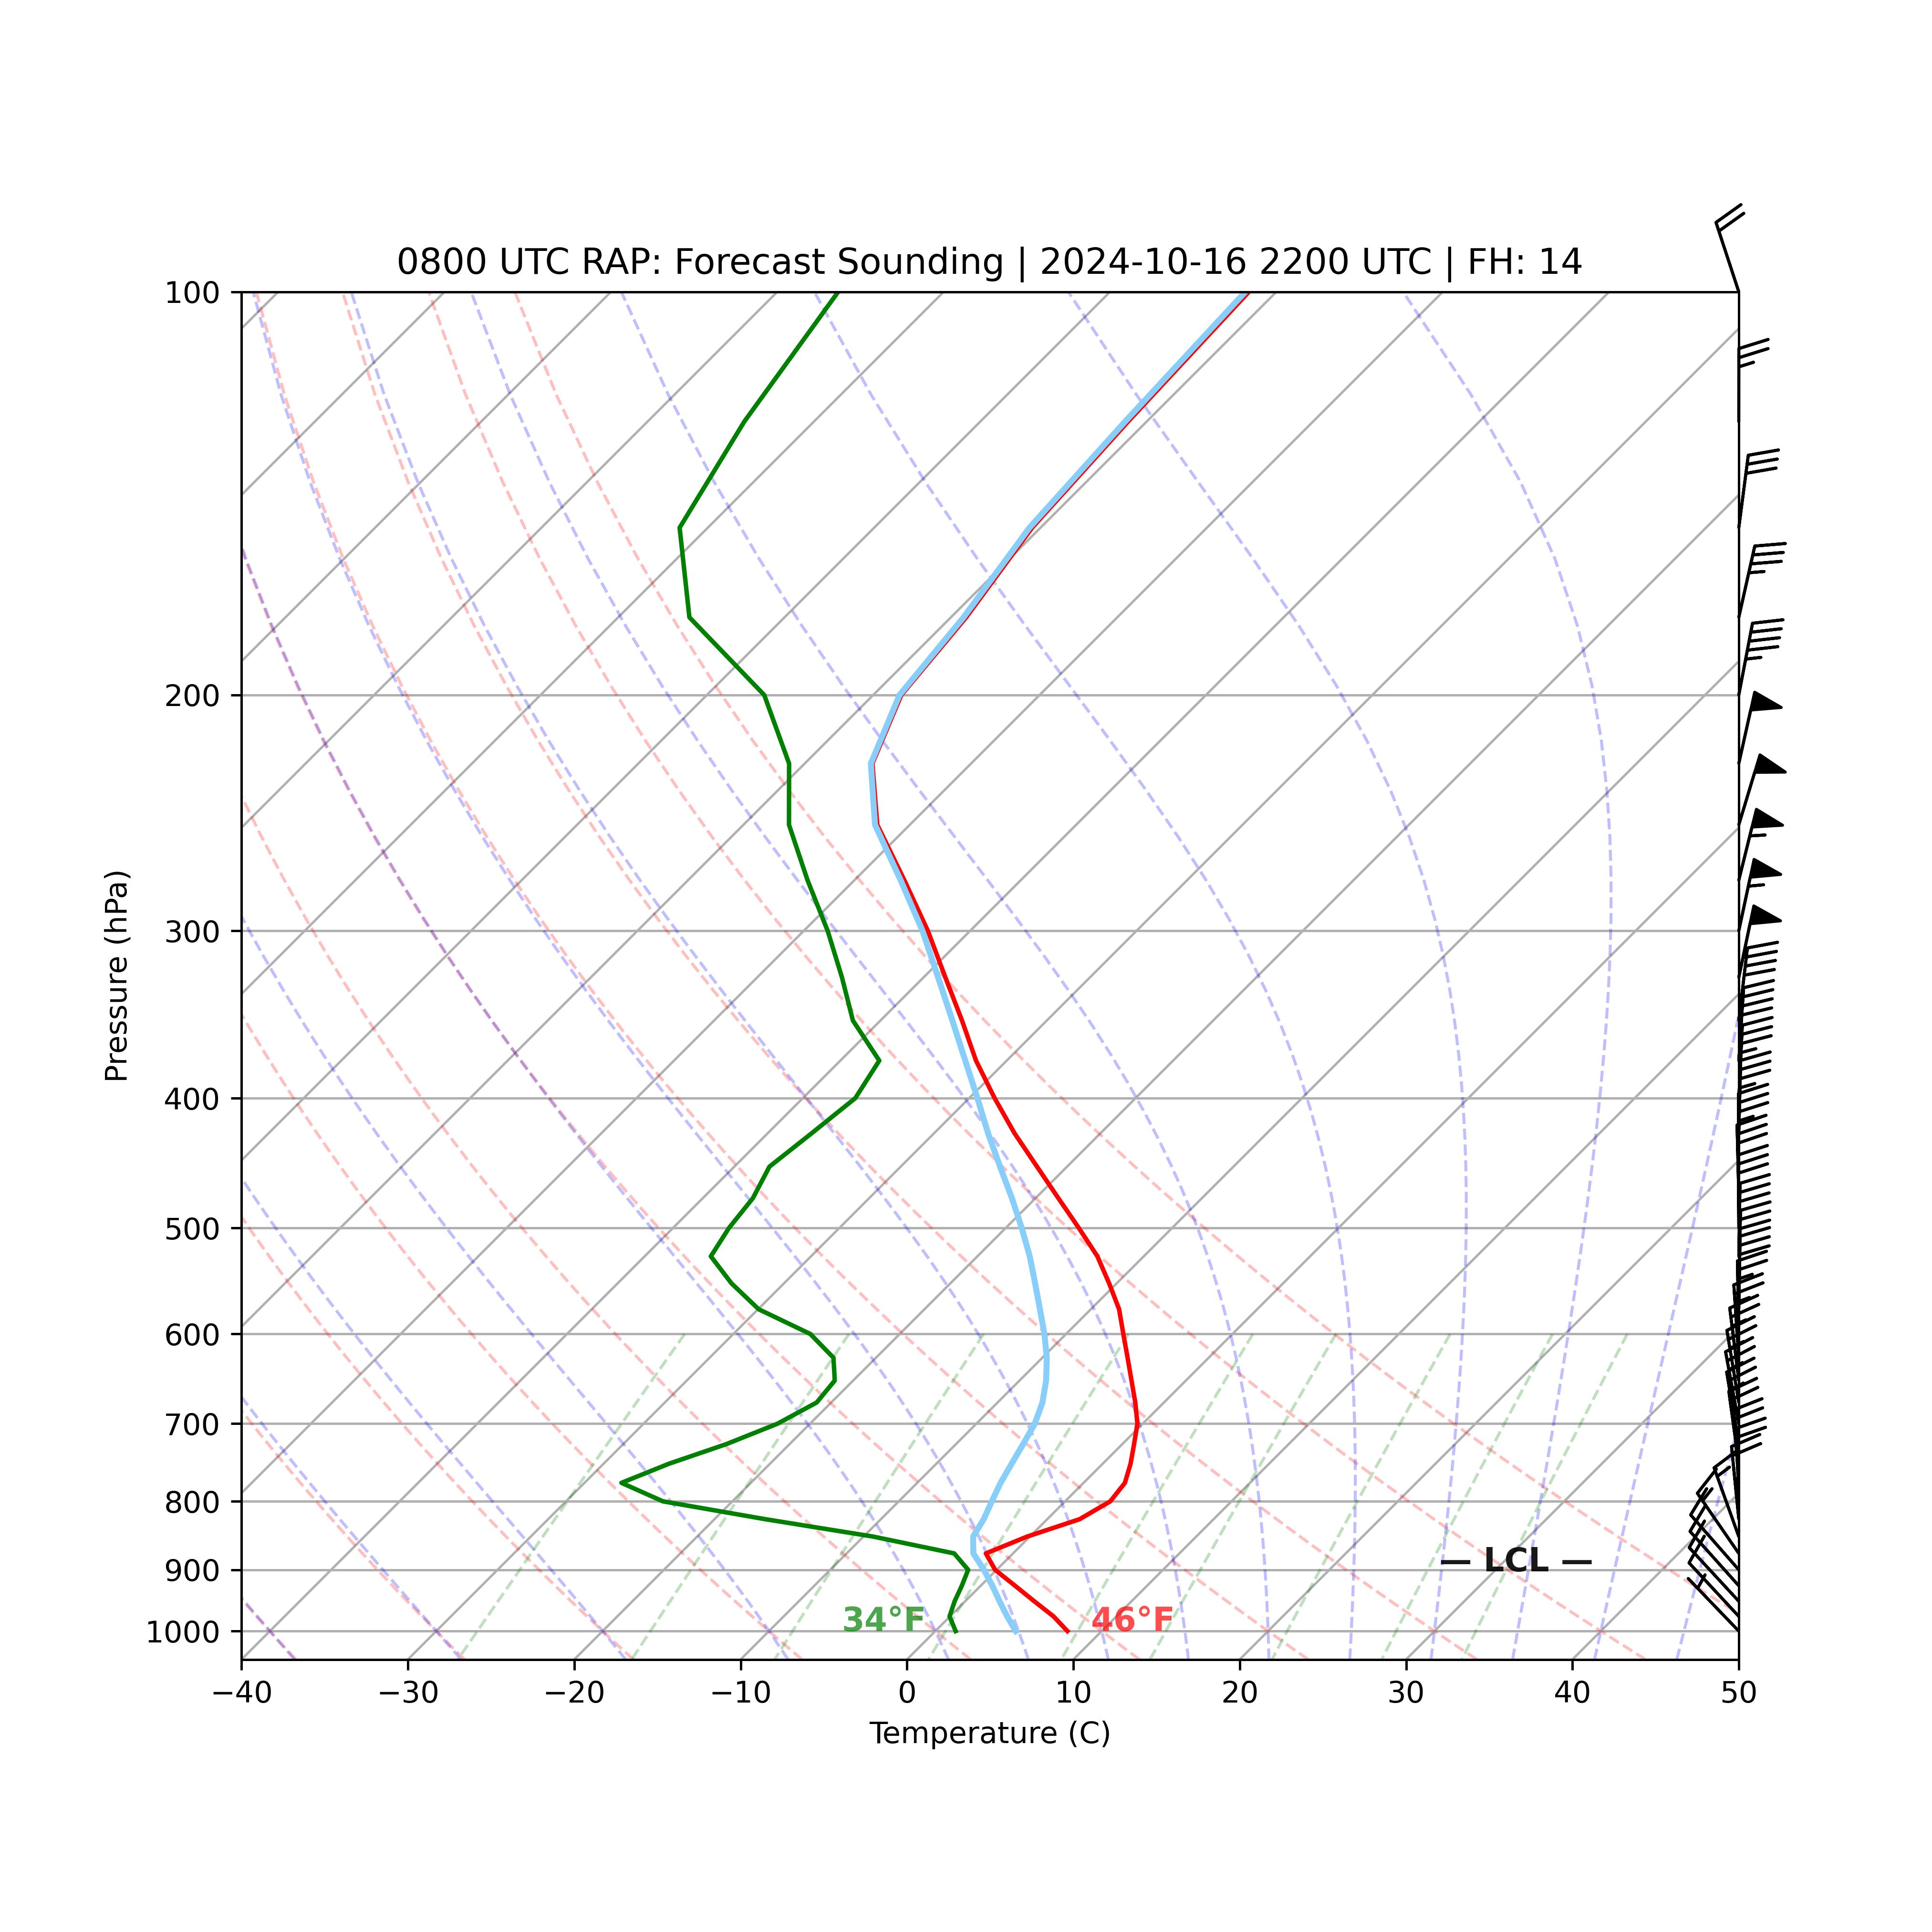 0800 UTC RAP: Forecast Sounding | 2024-10-16 2200 UTC | FH: 14
100
200
300
400
500
600
700
800
900
1000
Pressure (hPa)
— LCL —
34°F
46°F
−40 −30 −20 −10 0 10 20 30 40 50
Temperature (C)